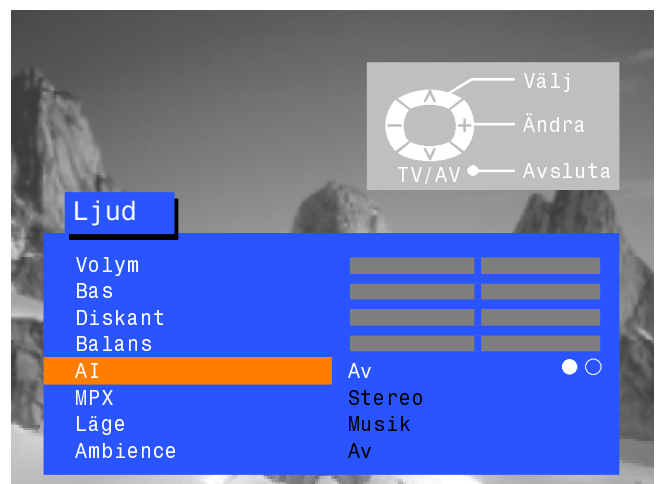 Välj
Ändra
TV/AV Avsluta
Ljud
Volym
Bas
Diskant
Balans
AI Av
MPX Stereo
Läge Musik
Ambience Av